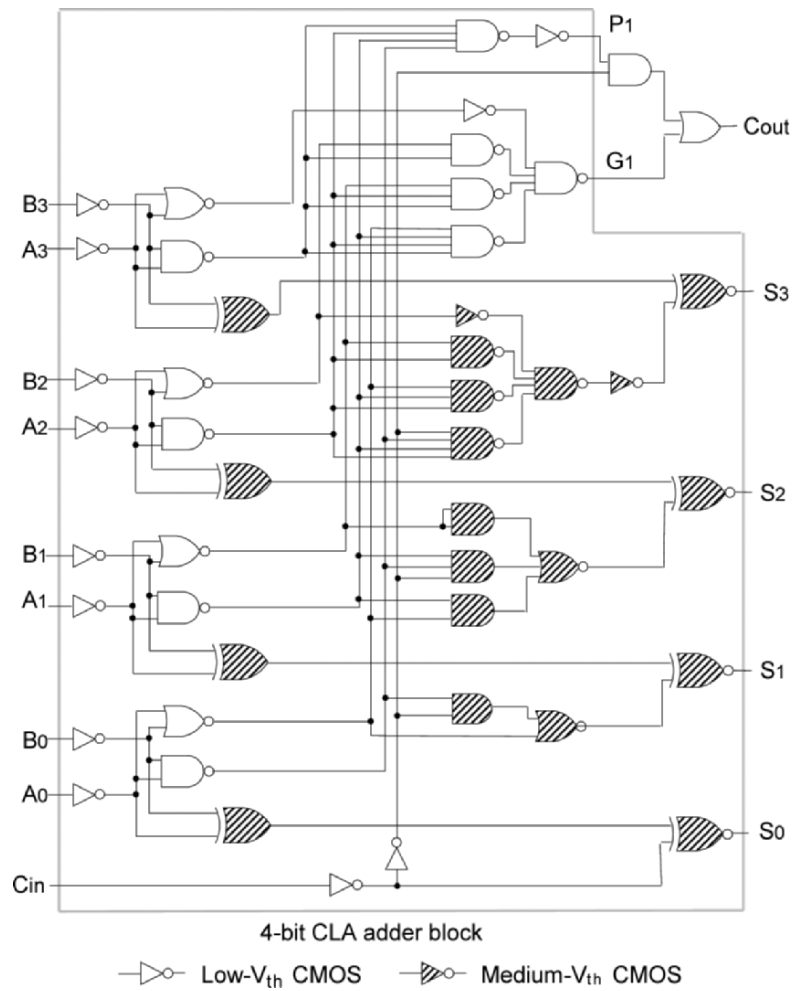 P1
Cout
G1
B3
A3
S3
B2
A2
S2
B1
A1
S1
B0
A0
S0
Cin
4-bit CLA adder block
Low-Vth CMOS
Medium-Vth CMOS